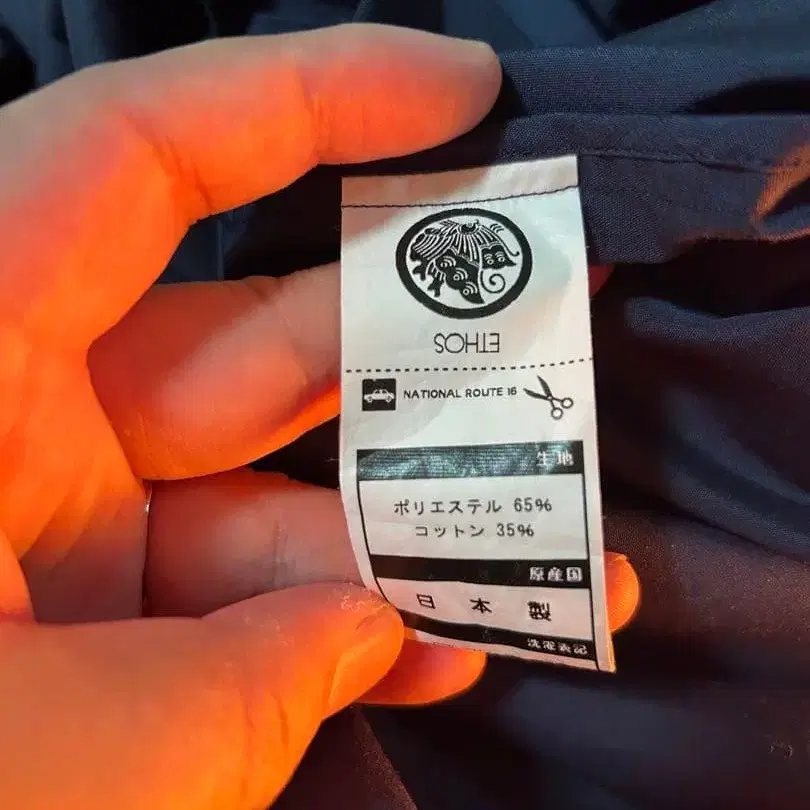 ETHOS
NATIONAL ROUTE 16
生地
ポリエステル 65%
コットン 35%
原産国
日本製
洗濯表記